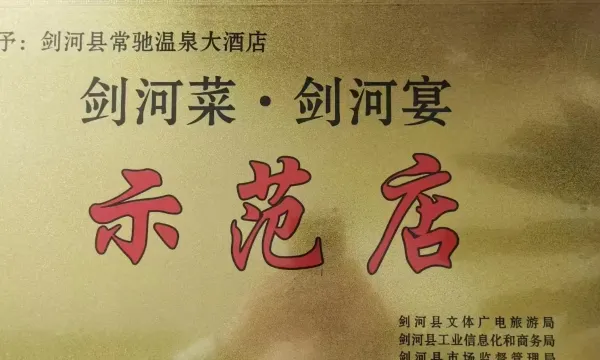 予：剑河县常驰温泉大酒店
剑河菜·剑河宴
示范店
剑河县文体广电旅游局
剑河县工业信息化和商务局
剑河县市场监督管理局